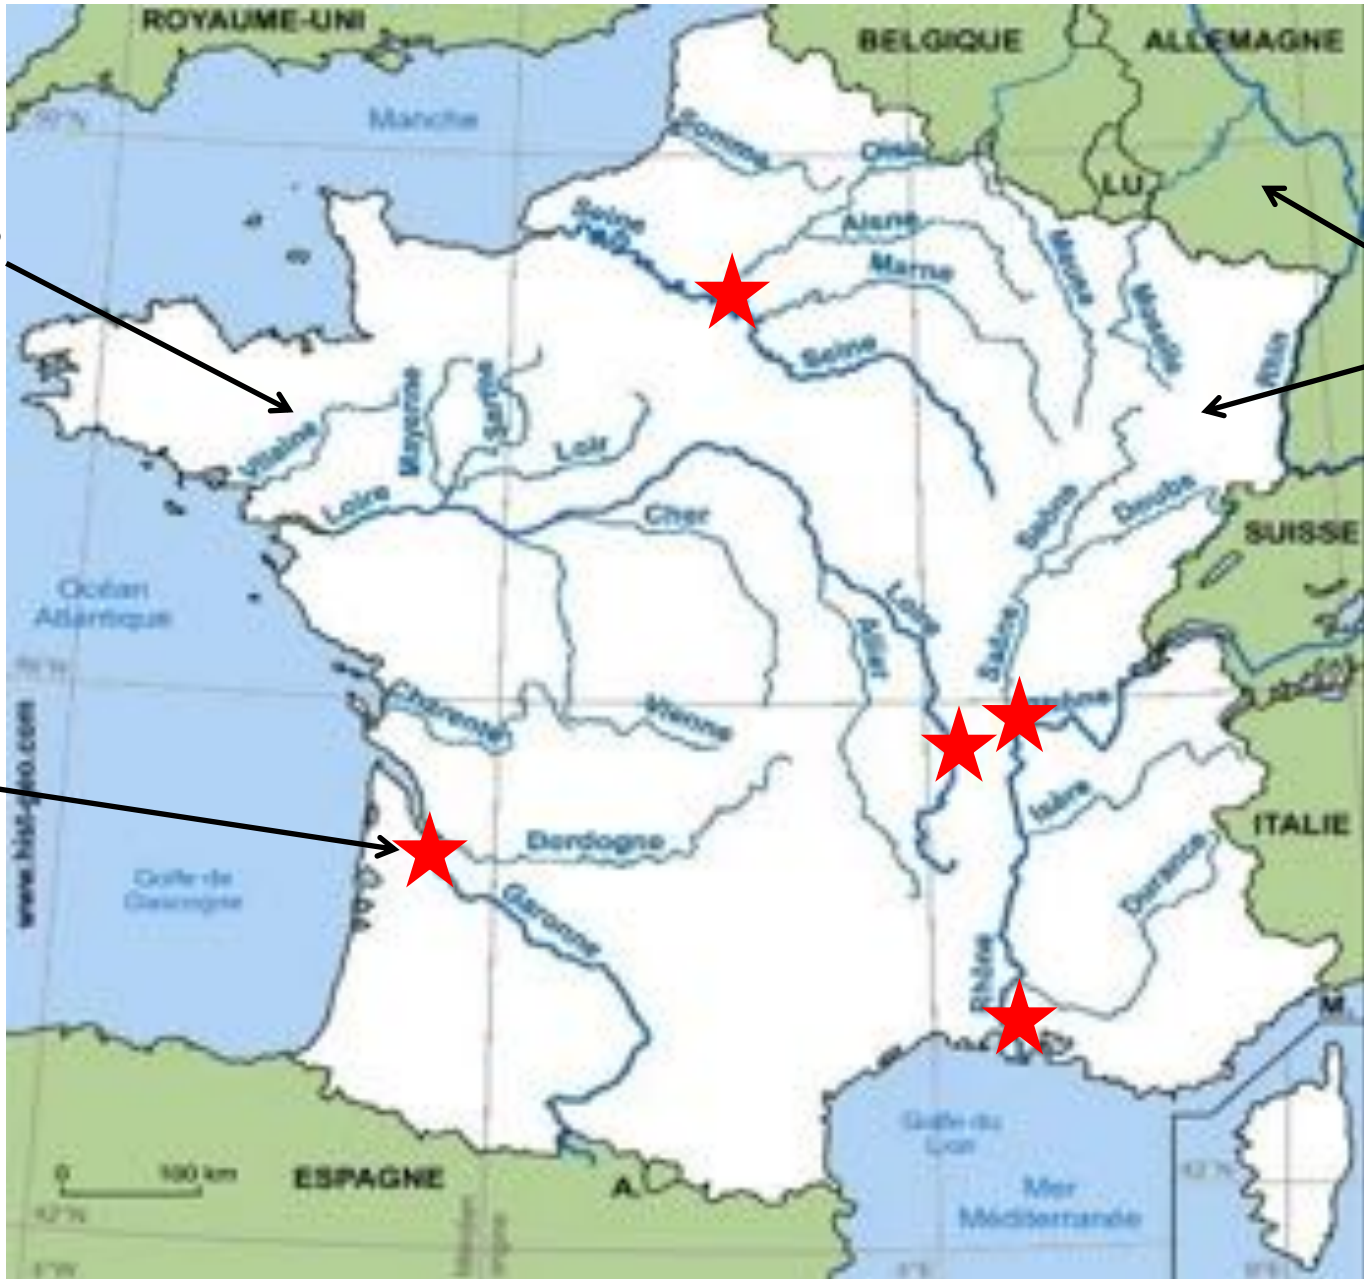 ROYAUME-UNI
BELGIQUE
ALLEMAGNE
Manche
Somme
Oise
LU.
Seine
Aisne
Marne
Meuse
Moselle
Seine
Rhin
Mayenne
Sarthe
Vilaine
Loir
Loire
Cher
Saône
Doubs
SUISSE
Océan
Atlantique
Loire
Allier
Saône
Charente
Vienne
Rhône
Isère
ITALIE
Dordogne
Durance
www.hist-geo.com
Golfe de
Gascogne
Garonne
Rhône
M.
Golfe du
Lion
42°N
0
100 km
ESPAGNE
A.
Mer
Méditerranée
42°N